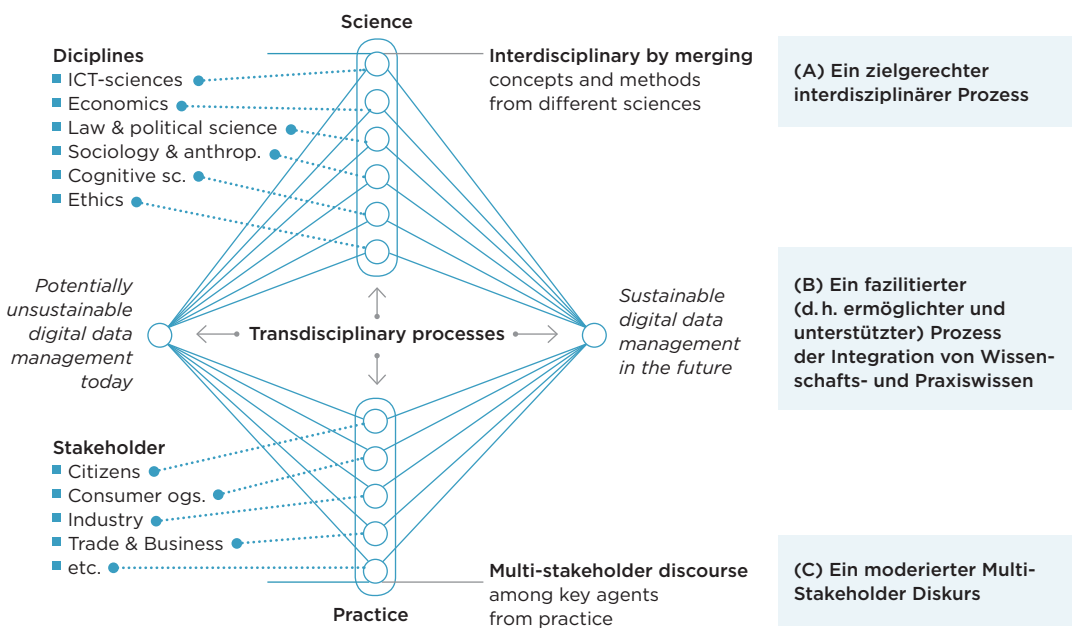 Science
Diciplines
ICT-sciences
Economics
Law & political science
Sociology & anthrop.
Cognitive sc.
Ethics
Interdisciplinary by merging
concepts and methods
from different sciences
(A) Ein zielgerechter
interdisziplinärer Prozess
Potentially
unsustainable
digital data
management
today
Transdisciplinary processes
Sustainable
digital data
management
in the future
(B) Ein fazilitierter
(d. h. ermöglichter und
unterstützter) Prozess
der Integration von Wissen-
schafts- und Praxiswissen
Stakeholder
Citizens
Consumer ogs.
Industry
Trade & Business
etc.
Practice
Multi-stakeholder discourse
among key agents
from practice
(C) Ein moderierter Multi-
Stakeholder Diskurs